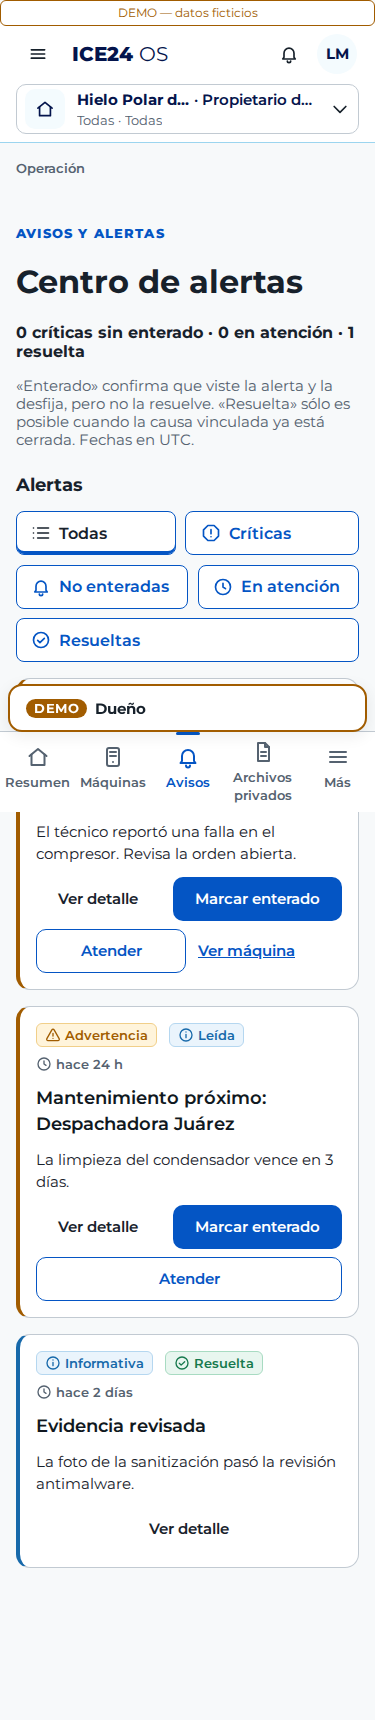 DEMO — datos ficticios
ICE24 OS
LM
Hielo Polar d... · Propietario d...
Todas · Todas
Operación
AVISOS Y ALERTAS
Centro de alertas
0 críticas sin enterado · 0 en atención · 1
resuelta
«Enterado» confirma que viste la alerta y la
desfija, pero no la resuelve. «Resuelta» sólo es
posible cuando la causa vinculada ya está
cerrada. Fechas en UTC.
Alertas
Todas
Críticas
No enteradas
En atención
Resueltas
DEMO Dueño
Resumen
Máquinas
Avisos
Archivos
privados
Más
El técnico reportó una falla en el
compresor. Revisa la orden abierta.
Ver detalle
Marcar enterado
Atender
Ver máquina
Advertencia
Leída
hace 24 h
Mantenimiento próximo:
Despachadora Juárez
La limpieza del condensador vence en 3
días.
Ver detalle
Marcar enterado
Atender
Informativa
Resuelta
hace 2 días
Evidencia revisada
La foto de la sanitización pasó la revisión
antimalware.
Ver detalle